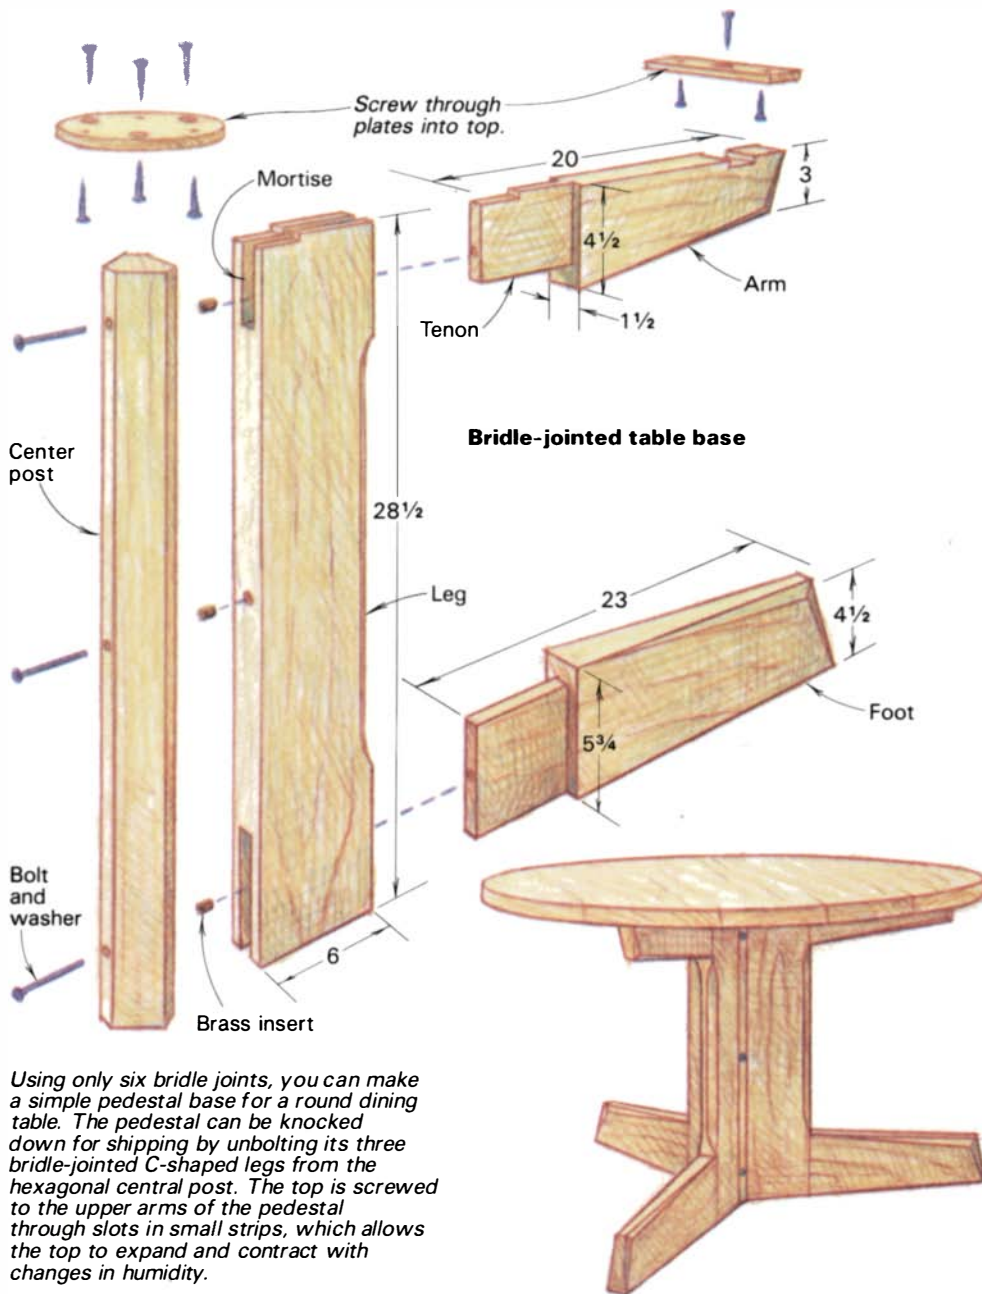 Screw through
plates into top.
Mortise
20
3
4½
Arm
Tenon
1½
Bridle-jointed table base
Center
post
28½
Leg
23
4½
Foot
5¾
Bolt
and
washer
6
Brass insert
Using only six bridle joints, you can make
a simple pedestal base for a round dining
table. The pedestal can be knocked
down for shipping by unbolting its three
bridle-jointed C-shaped legs from the
hexagonal central post. The top is screwed
to the upper arms of the pedestal
through slots in small strips, which allows
the top to expand and contract with
changes in humidity.